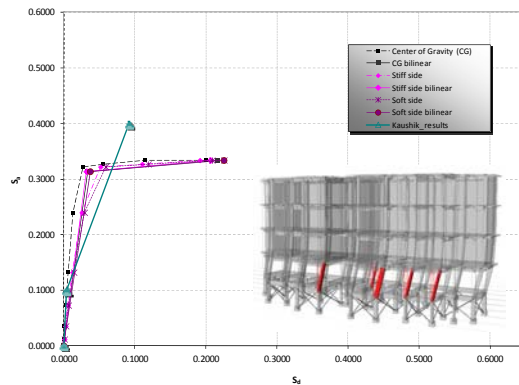 0.6000
0.5000
0.4000
0.3000
0.2000
0.1000
0.0000
Sa
Center of Gravity (CG)
CG bilinear
Stiff side
Stiff side bilinear
Soft side
Soft side bilinear
Kaushik_results
0.0000 0.1000 0.2000 0.3000 0.4000 0.5000 0.6000
Sd